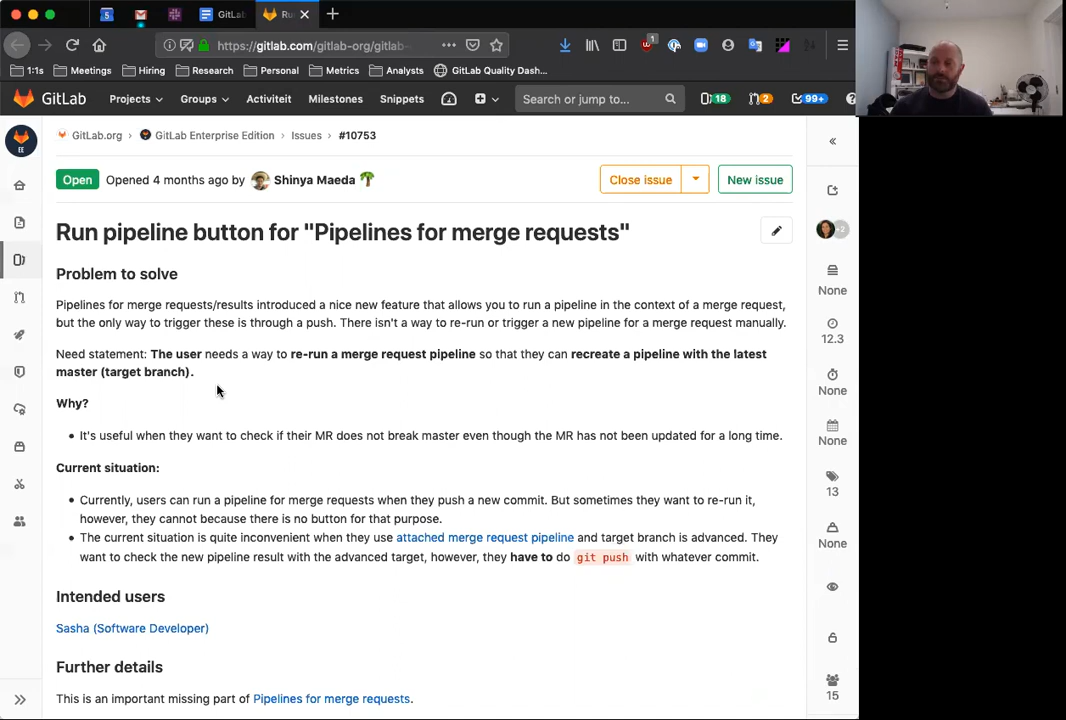 5
GitLab
Ru
https://gitlab.com/gitlab-org/gitlab-
1
1:1s
Meetings
Hiring
Research
Personal
Metrics
Analysts
GitLab Quality Dash...
GitLab
Projects
Groups
Activeity
Milestones
Snippets
Search or jump to...
18
2
99+
EE
GitLab.org › GitLab Enterprise Edition › Issues › #10753
Open
Opened 4 months ago by Shinya Maeda
Close issue
New issue
Run pipeline button for "Pipelines for merge requests"
Problem to solve
Pipelines for merge requests/results introduced a nice new feature that allows you to run a pipeline in the context of a merge request,
but the only way to trigger these is through a push. There isn't a way to re-run or trigger a new pipeline for a merge request manually.
Need statement: The user needs a way to re-run a merge request pipeline so that they can recreate a pipeline with the latest
master (target branch).
Why?
• It's useful when they want to check if their MR does not break master even though the MR has not been updated for a long time.
Current situation:
• Currently, users can run a pipeline for merge requests when they push a new commit. But sometimes they want to re-run it,
however, they cannot because there is no button for that purpose.
• The current situation is quite inconvenient when they use attached merge request pipeline and target branch is advanced. They
want to check the new pipeline result with the advanced target, however, they have to do git push with whatever commit.
Intended users
Sasha (Software Developer)
Further details
This is an important missing part of Pipelines for merge requests.
+2
None
12.3
None
None
13
None
15